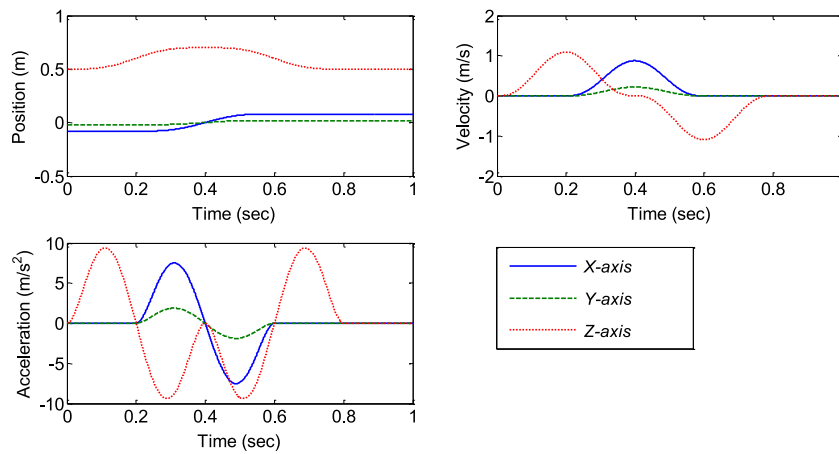 1
0.5
0
-0.5
Position (m)
0 0.2 0.4 0.6 0.8 1
Time (sec)
2
1
0
-1
-2
Velocity (m/s)
0 0.2 0.4 0.6 0.8
Time (sec)
10
5
0
-5
-10
Acceleration (m/s²)
0 0.2 0.4 0.6 0.8 1
Time (sec)
X-axis
Y-axis
Z-axis